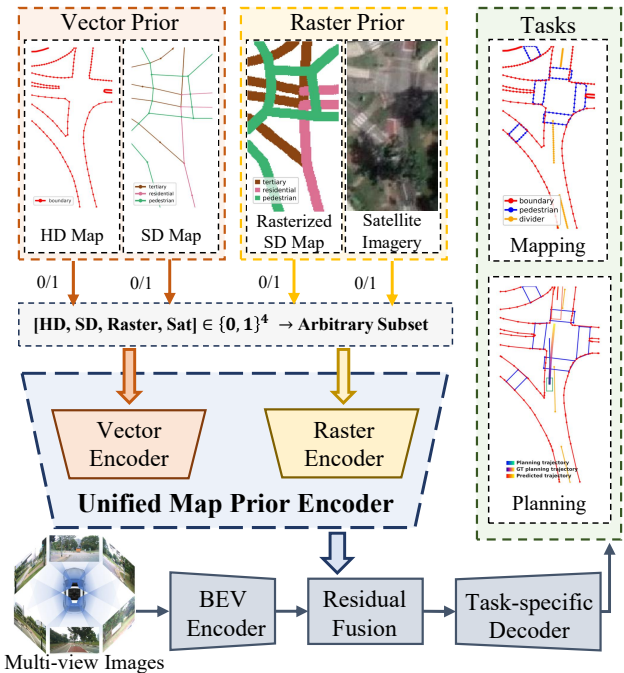 Vector Prior
Raster Prior
Tasks
boundary
HD Map
tertiary
residential
pedestrian
SD Map
tertiary
residential
pedestrian
Rasterized
SD Map
Satellite
Imagery
boundary
pedestrian
divider
Mapping
0/1
0/1
0/1
0/1
[HD, SD, Raster, Sat] ∈ {0, 1}⁴ → Arbitrary Subset
Vector
Encoder
Raster
Encoder
Unified Map Prior Encoder
Planning trajectory
GT planning trajectory
Predicted trajectory
Planning
Multi-view Images
BEV
Encoder
Residual
Fusion
Task-specific
Decoder